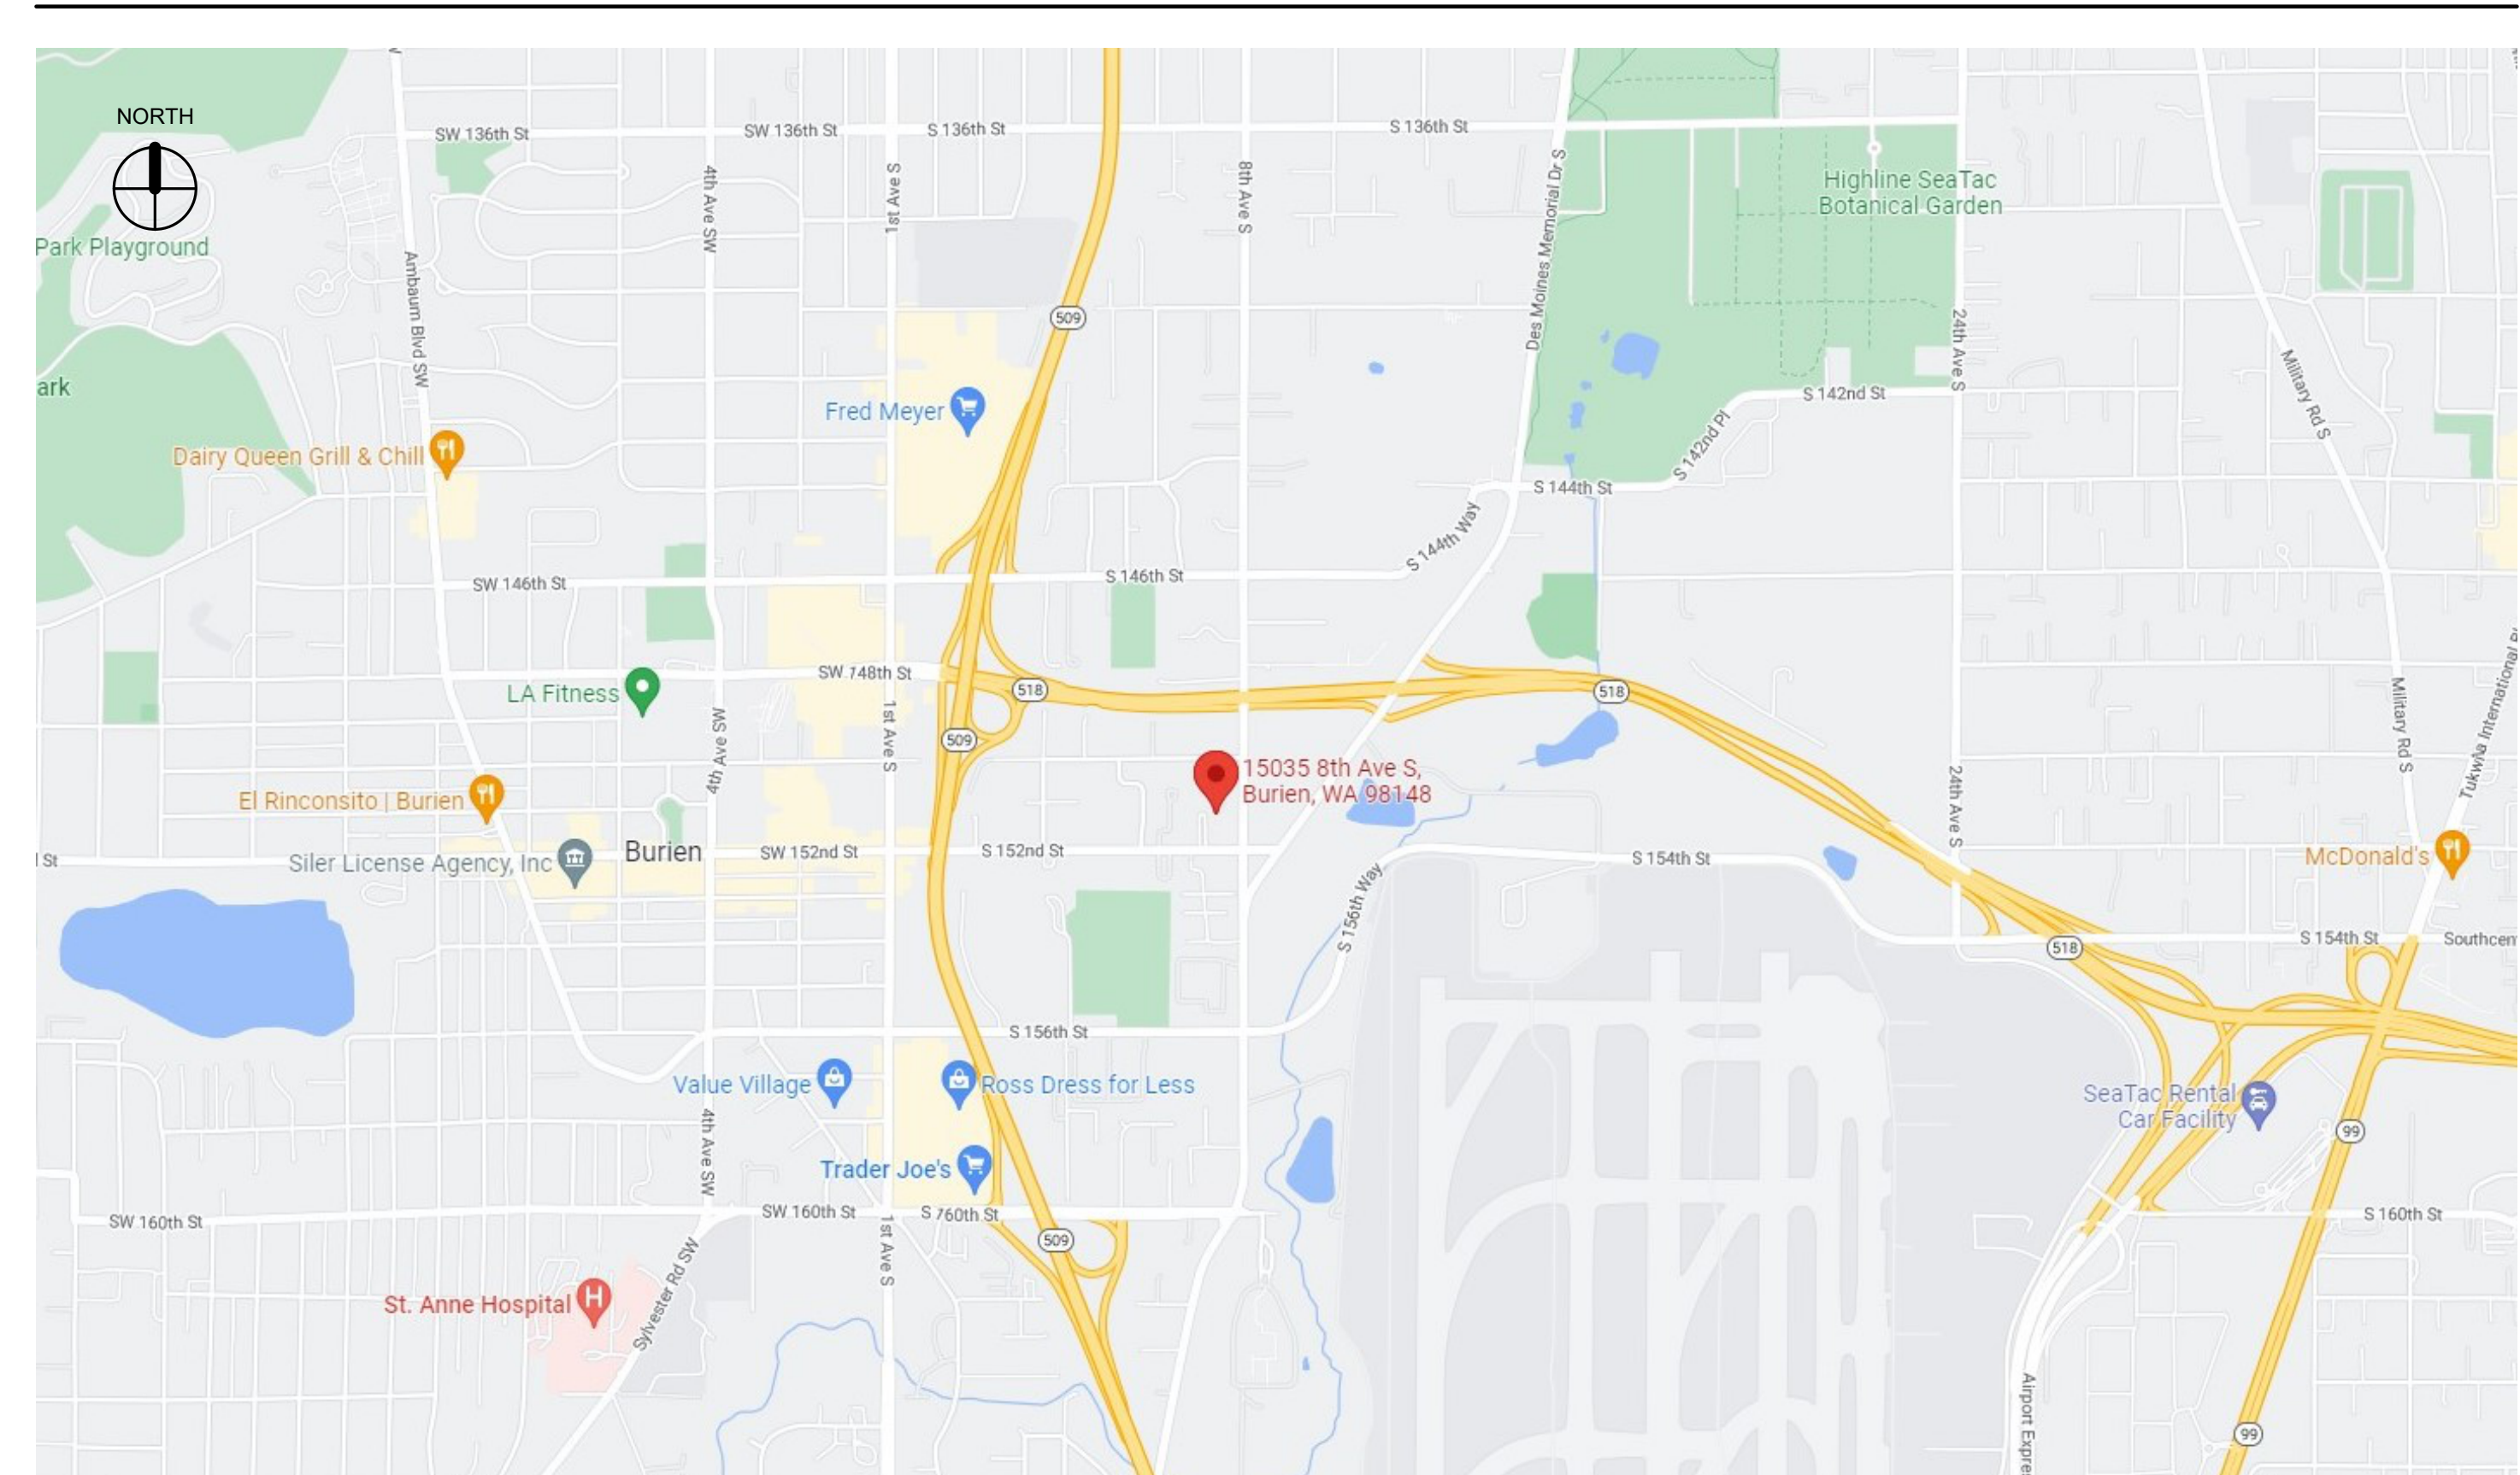 NORTH
SW 136th St
SW 136th St
S 136th St
S 136th St
4th Ave SW
1st Ave S
8th Ave S
Des Moines Memorial Dr S
Highline SeaTac
Botanical Garden
Park Playground
Ambaum Blvd SW
509
24th Ave S
Military Rd S
ark
Fred Meyer
S 142nd St
S 142nd Pl
Dairy Queen Grill & Chill
S 144th St
S 144th Way
SW 146th St
S 146th St
SW 148th St
LA Fitness
518
518
4th Ave SW
1st Ave S
509
Military Rd S
Tukwila International
15035 8th Ave S,
Burien, WA 98148
24th Ave S
El Rinconsito | Burien
Siler License Agency, Inc
Burien
SW 152nd St
S 152nd St
S 154th St
McDonald's
l St
S 156th Way
518
S 154th St
Southcen
S 156th St
Value Village
Ross Dress for Less
SeaTac Rental
Car Facility
99
4th Ave SW
Trader Joe's
SW 160th St
SW 160th St
S 160th St
S 160th St
1st Ave S
509
Sylvester Rd SW
St. Anne Hospital
Airport Expre
99